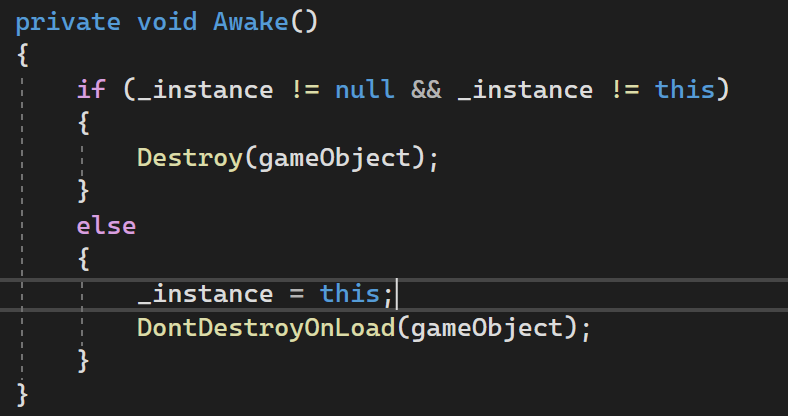 private void Awake()
{
if (_instance != null && _instance != this)
{
Destroy(gameObject);
}
else
{
_instance = this;
DontDestroyOnLoad(gameObject);
}
}